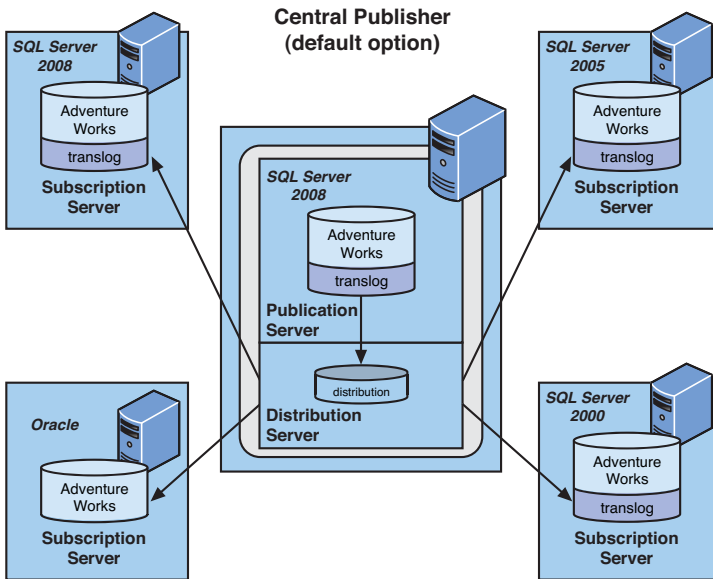 Central Publisher
(default option)
SQL Server
2008
Adventure
Works
translog
Subscription
Server
SQL Server
2005
Adventure
Works
translog
Subscription
Server
SQL Server
2008
Adventure
Works
translog
Publication
Server
distribution
Distribution
Server
Oracle
Adventure
Works
Subscription
Server
SQL Server
2000
Adventure
Works
translog
Subscription
Server